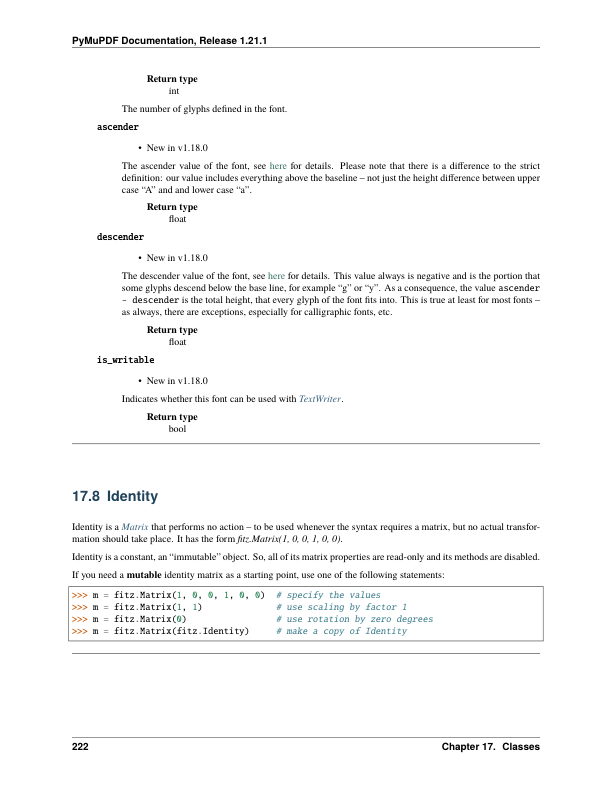 PyMuPDF Documentation, Release 1.21.1
Return type
int
The number of glyphs defined in the font.
ascender
• New in v1.18.0
The ascender value of the font, see here for details. Please note that there is a difference to the strict
definition: our value includes everything above the baseline – not just the height difference between upper
case “A” and and lower case “a”.
Return type
float
descender
• New in v1.18.0
The descender value of the font, see here for details. This value always is negative and is the portion that
some glyphs descend below the base line, for example “g” or “y”. As a consequence, the value ascender
- descender is the total height, that every glyph of the font fits into. This is true at least for most fonts –
as always, there are exceptions, especially for calligraphic fonts, etc.
Return type
float
is_writable
• New in v1.18.0
Indicates whether this font can be used with TextWriter.
Return type
bool
17.8 Identity
Identity is a Matrix that performs no action – to be used whenever the syntax requires a matrix, but no actual transfor-
mation should take place. It has the form fitz.Matrix(1, 0, 0, 1, 0, 0).
Identity is a constant, an “immutable” object. So, all of its matrix properties are read-only and its methods are disabled.
If you need a mutable identity matrix as a starting point, use one of the following statements:
>>> m = fitz.Matrix(1, 0, 0, 1, 0, 0) # specify the values
>>> m = fitz.Matrix(1, 1) # use scaling by factor 1
>>> m = fitz.Matrix(0) # use rotation by zero degrees
>>> m = fitz.Matrix(fitz.Identity) # make a copy of Identity
222 Chapter 17. Classes